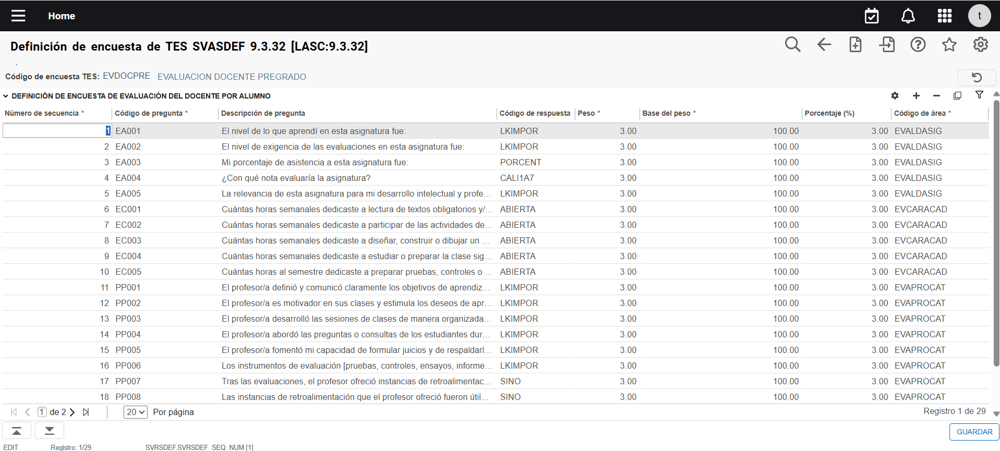 Home
t
Definición de encuesta de TES SVASDEF 9.3.32 [LASC:9.3.32]
Código de encuesta TES: EVDOCPRE EVALUACION DOCENTE PREGRADO
DEFINICIÓN DE ENCUESTA DE EVALUACIÓN DEL DOCENTE POR ALUMNO
Número de secuencia * Código de pregunta * Descripción de pregunta Código de respuesta Peso * Base del peso * Porcentaje (%) Código de área *
1 EA001 El nivel de lo que aprendí en esta asignatura fue: LKIMPOR 3.00 100.00 3.00 EVALDASIG
2 EA002 El nivel de exigencia de las evaluaciones en esta asignatura fue: LKIMPOR 3.00 100.00 3.00 EVALDASIG
3 EA003 Mi porcentaje de asistencia a esta asignatura fue: PORCENT 3.00 100.00 3.00 EVALDASIG
4 EA004 ¿Con qué nota evaluaría la asignatura? CALI1A7 3.00 100.00 3.00 EVALDASIG
5 EA005 La relevancia de esta asignatura para mi desarrollo intelectual y profe... LKIMPOR 3.00 100.00 3.00 EVALDASIG
6 EC001 Cuántas horas semanales dedicaste a lectura de textos obligatorios y/... ABIERTA 3.00 100.00 3.00 EVCARACAD
7 EC002 Cuántas horas semanales dedicaste a participar de las actividades de... ABIERTA 3.00 100.00 3.00 EVCARACAD
8 EC003 Cuántas horas semanales dedicaste a diseñar, construir o dibujar un ... ABIERTA 3.00 100.00 3.00 EVCARACAD
9 EC004 Cuántas horas semanales dedicaste a estudiar o preparar la clase sig... ABIERTA 3.00 100.00 3.00 EVCARACAD
10 EC005 Cuántas horas al semestre dedicaste a preparar pruebas, controles o ... ABIERTA 3.00 100.00 3.00 EVCARACAD
11 PP001 El profesor/a definió y comunicó claramente los objetivos de aprendiz... LKIMPOR 3.00 100.00 3.00 EVAPROCAT
12 PP002 El profesor/a es motivador en sus clases y estimula los deseos de apr... LKIMPOR 3.00 100.00 3.00 EVAPROCAT
13 PP003 El profesor/a desarrolló las sesiones de clases de manera organizada... LKIMPOR 3.00 100.00 3.00 EVAPROCAT
14 PP004 El profesor/a abordó las preguntas o consultas de los estudiantes dur... LKIMPOR 3.00 100.00 3.00 EVAPROCAT
15 PP005 El profesor/a fomentó mi capacidad de formular juicios y de respaldarl... LKIMPOR 3.00 100.00 3.00 EVAPROCAT
16 PP006 Los instrumentos de evaluación [pruebas, controles, ensayos, informe... LKIMPOR 3.00 100.00 3.00 EVAPROCAT
17 PP007 Tras las evaluaciones, el profesor ofreció instancias de retroalimentac... SINO 3.00 100.00 3.00 EVAPROCAT
18 PP008 Las instancias de retroalimentación que el profesor ofreció fueron útil... SINO 3.00 100.00 3.00 EVAPROCAT
1 de 2 20 Por página Registro 1 de 29
GUARDAR
EDIT Registro: 1/29 SVRSDEF.SVRSDEF_SEQ_NUM [1]